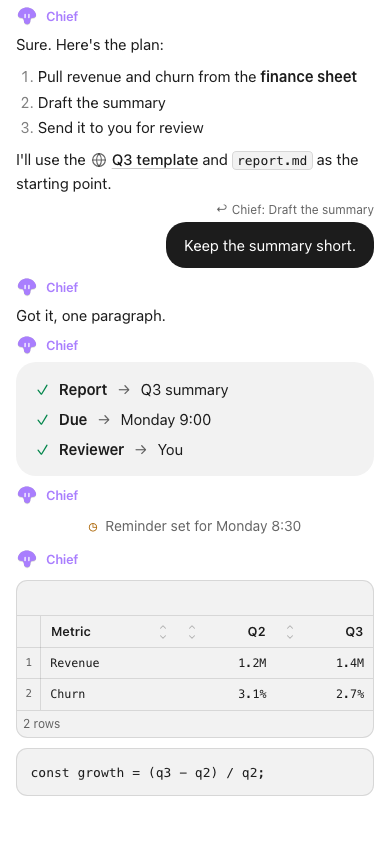 Chief
Sure. Here's the plan:
1. Pull revenue and churn from the finance sheet
2. Draft the summary
3. Send it to you for review
I'll use the Q3 template and report.md as the
starting point.
↩ Chief: Draft the summary
Keep the summary short.
Chief
Got it, one paragraph.
Chief
✓ Report → Q3 summary
✓ Due → Monday 9:00
✓ Reviewer → You
Chief
Reminder set for Monday 8:30
Chief
Metric Q2 Q3
1 Revenue 1.2M 1.4M
2 Churn 3.1% 2.7%
2 rows
const growth = (q3 − q2) / q2;